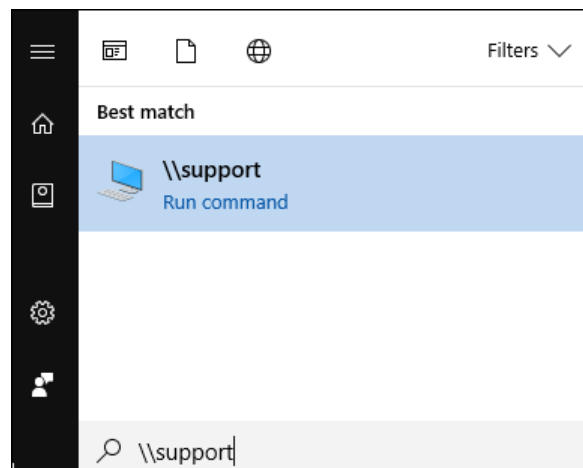 Filters
Best match
\\support
Run command
\\support